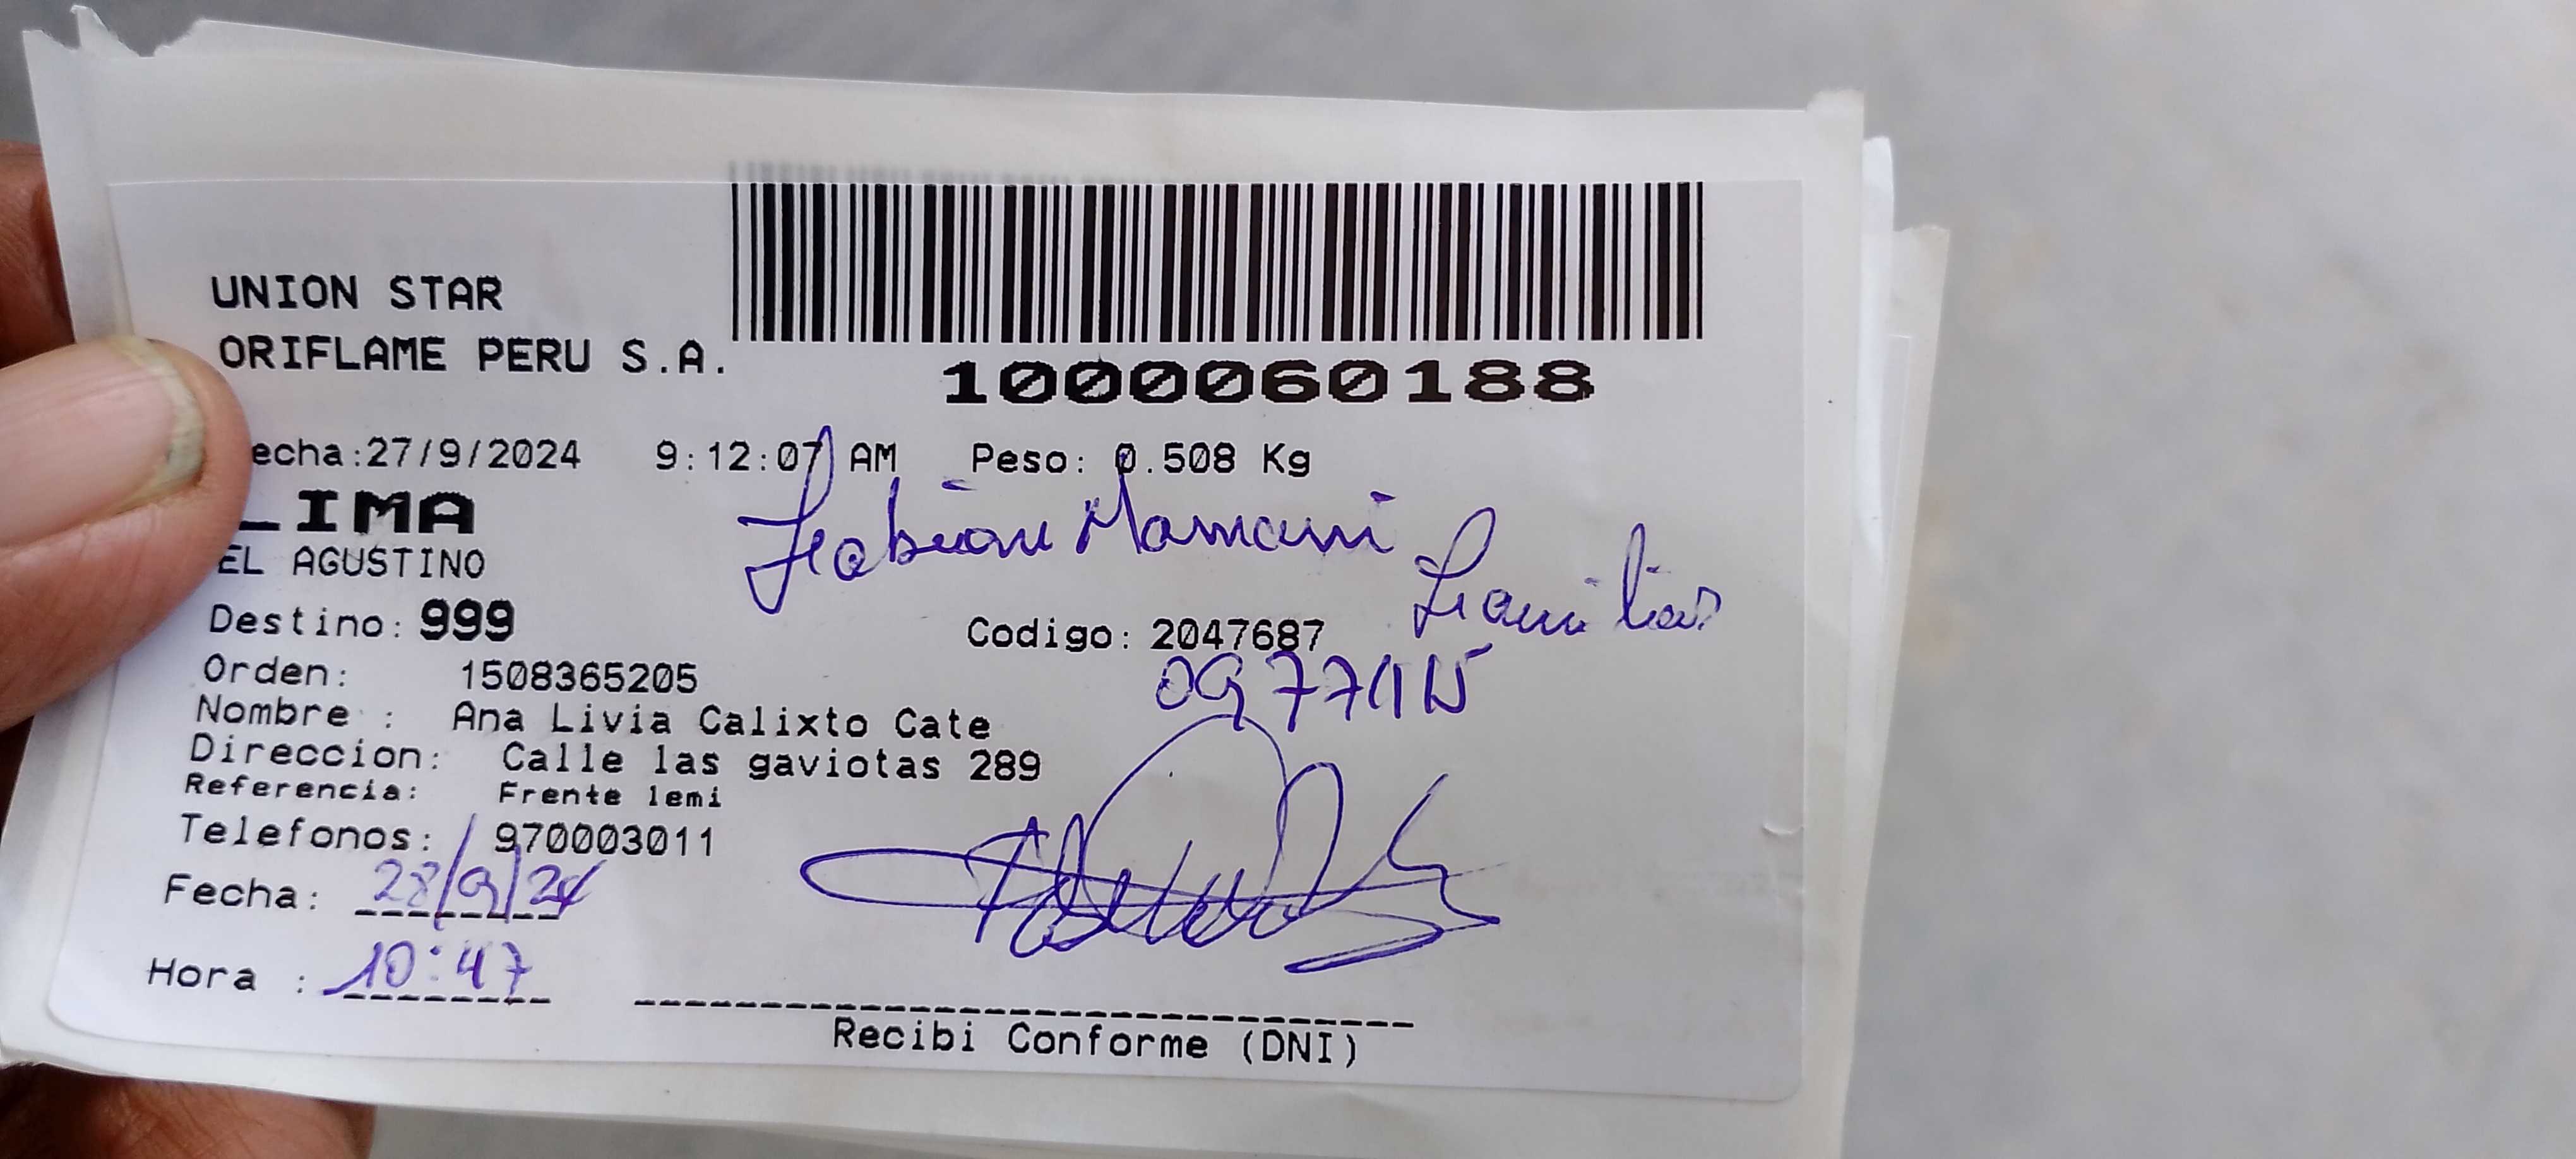 UNION STAR
ORIFLAME PERU S.A.
1000060188
echa:27/9/2024 9:12:07 AM Peso: 0.508 Kg
LIMA
EL AGUSTINO
Fabian Mamani
Familiar
Destino: 999
Codigo: 2047687
Orden: 1508365205
Nombre : Ana Livia Calixto Cate
Direccion: Calle las gaviotas 289
Referencia: Frente lemi
Telefonos: 970003011
Fecha: 28/9/24
Hora : 10:47
Recibi Conforme (DNI)